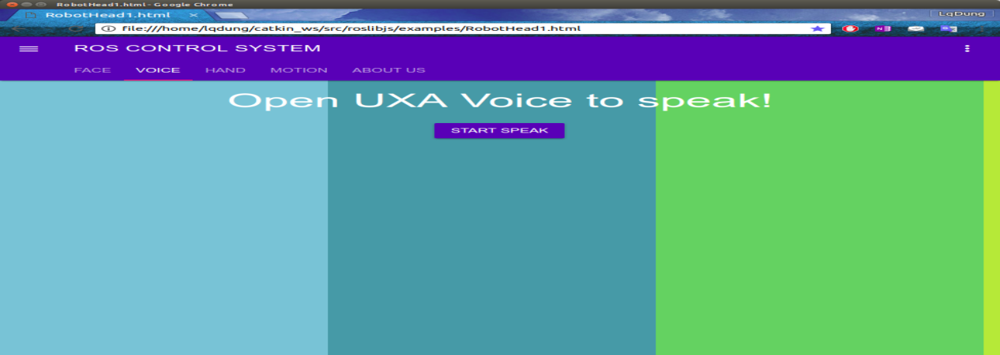 RobotHead1.html - Google Chrome
RobotHead1.html
LqDung
file:///home/lqdung/catkin_ws/src/roslibjs/examples/RobotHead1.html
ROS CONTROL SYSTEM
FACE VOICE HAND MOTION ABOUT US
Open UXA Voice to speak!
START SPEAK